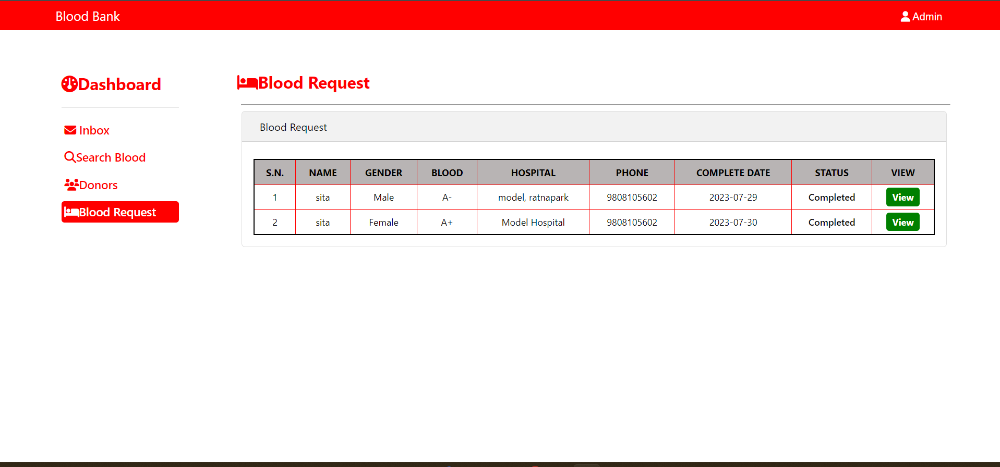 Blood Bank
Admin
Dashboard
Inbox
Search Blood
Donors
Blood Request
Blood Request
Blood Request
S.N. NAME GENDER BLOOD HOSPITAL PHONE COMPLETE DATE STATUS VIEW
1 sita Male A- model, ratnapark 9808105602 2023-07-29 Completed View
2 sita Female A+ Model Hospital 9808105602 2023-07-30 Completed View